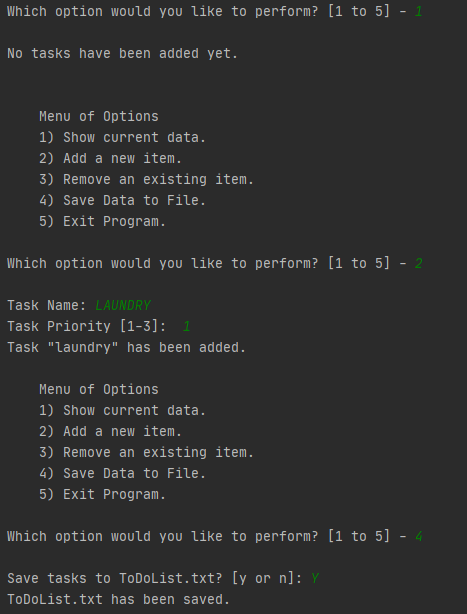 Which option would you like to perform? [1 to 5] - 1
No tasks have been added yet.
Menu of Options
1) Show current data.
2) Add a new item.
3) Remove an existing item.
4) Save Data to File.
5) Exit Program.
Which option would you like to perform? [1 to 5] - 2
Task Name: LAUNDRY
Task Priority [1-3]:  1
Task "laundry" has been added.
Menu of Options
1) Show current data.
2) Add a new item.
3) Remove an existing item.
4) Save Data to File.
5) Exit Program.
Which option would you like to perform? [1 to 5] - 4
Save tasks to ToDoList.txt? [y or n]: Y
ToDoList.txt has been saved.